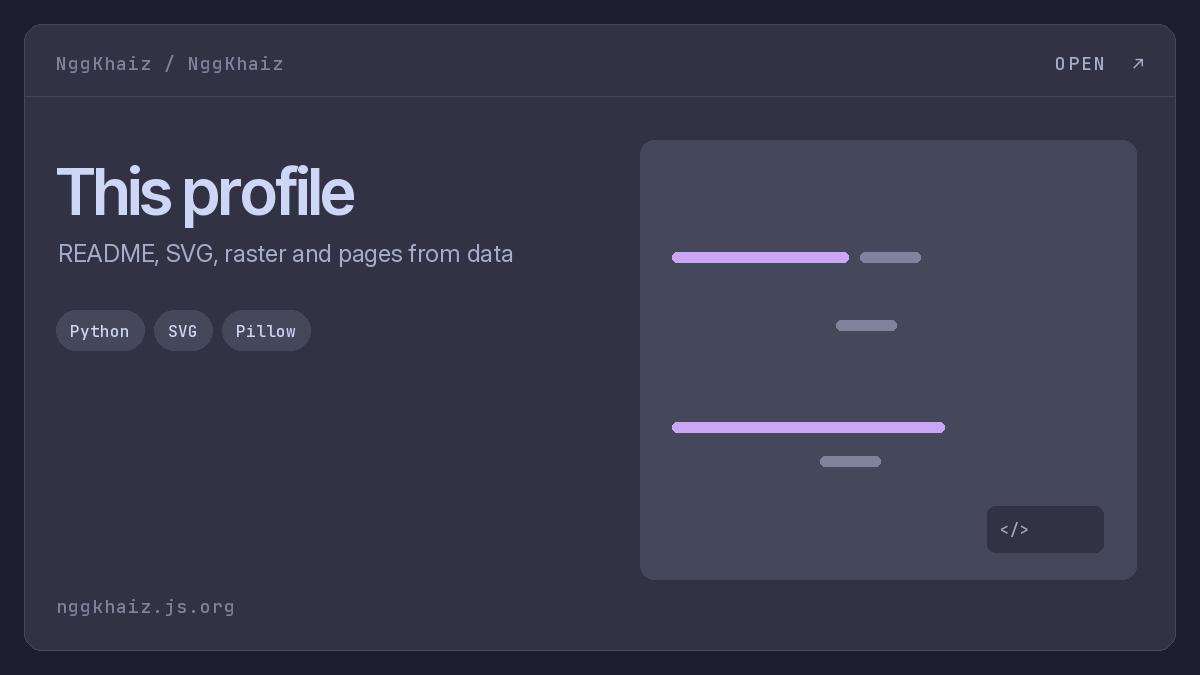 NggKhaiz / NggKhaiz
OPEN ↗
This profile
README, SVG, raster and pages from data
Python SVG Pillow
</>
nggkhaiz.js.org